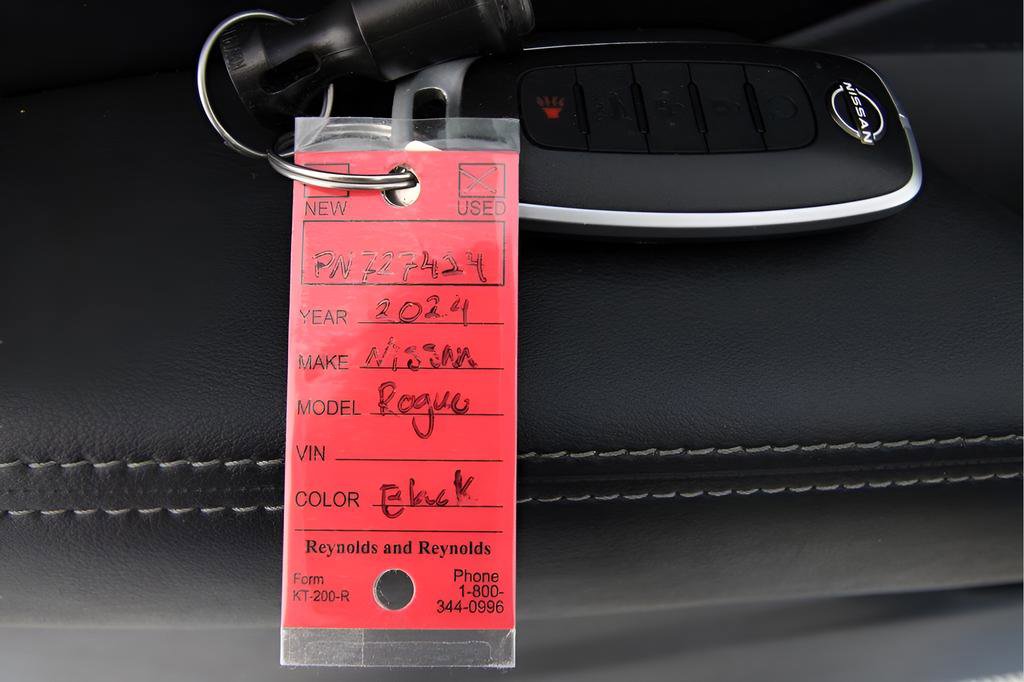 NISSAN
NEW USED
PN727424
YEAR 2024
MAKE Nissan
MODEL Rogue
VIN
COLOR Black
Reynolds and Reynolds
Form
KT-200-R
Phone
1-800-
344-0996